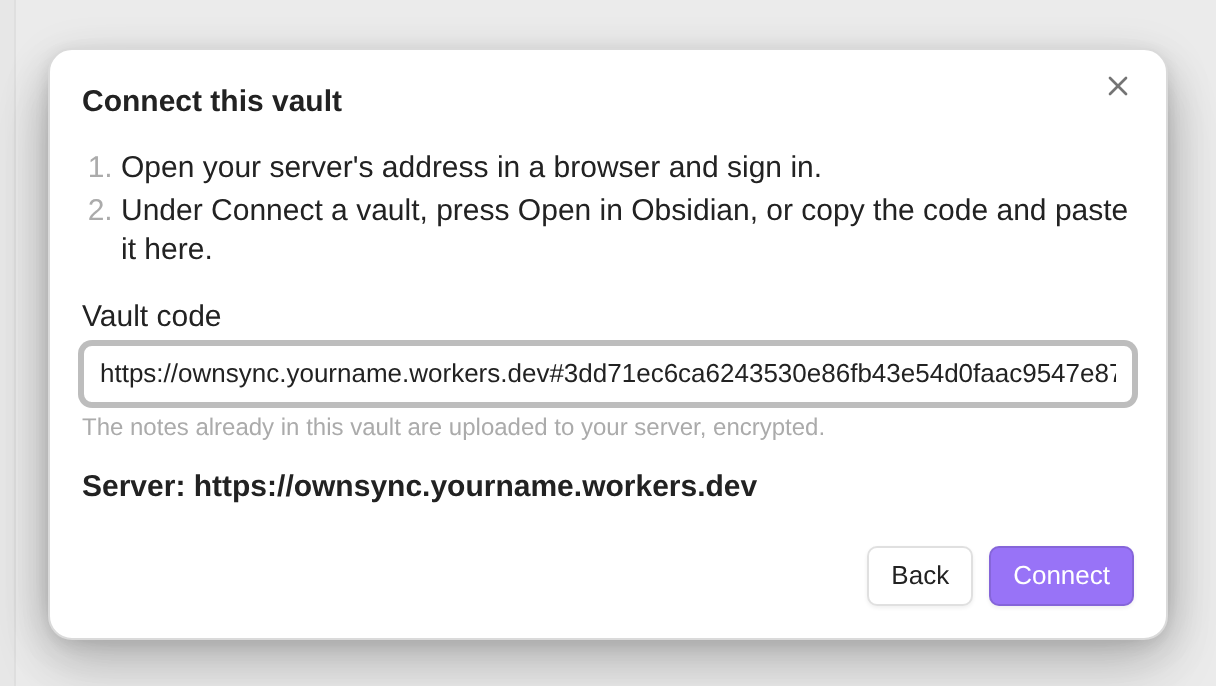 Connect this vault
1. Open your server's address in a browser and sign in.
2. Under Connect a vault, press Open in Obsidian, or copy the code and paste
it here.
Vault code
https://ownsync.yourname.workers.dev#3dd71ec6ca6243530e86fb43e54d0faac9547e87
The notes already in this vault are uploaded to your server, encrypted.
Server: https://ownsync.yourname.workers.dev
Back
Connect